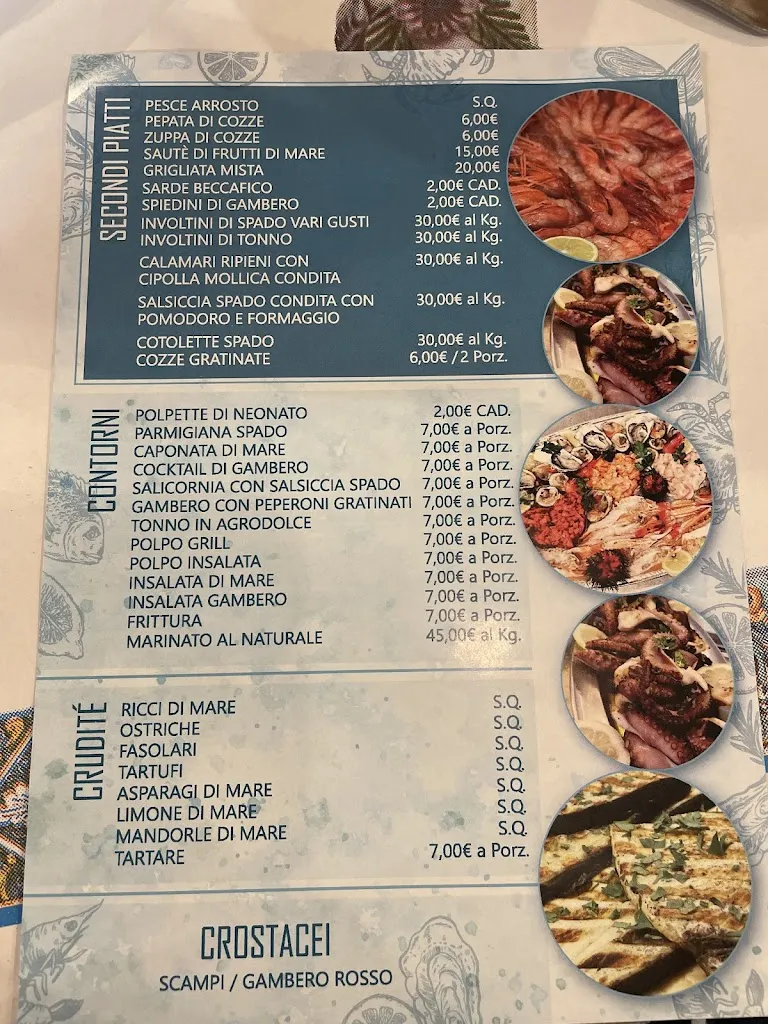 SECONDI PIATTI
PESCE ARROSTO S.Q.
PEPATA DI COZZE 6,00€
ZUPPA DI COZZE 6,00€
SAUTÈ DI FRUTTI DI MARE 15,00€
GRIGLIATA MISTA 20,00€
SARDE BECCAFICO 2,00€ CAD.
SPIEDINI DI GAMBERO 2,00€ CAD.
INVOLTINI DI SPADO VARI GUSTI 30,00€ al Kg.
INVOLTINI DI TONNO 30,00€ al Kg.
CALAMARI RIPIENI CON 30,00€ al Kg.
CIPOLLA MOLLICA CONDITA
SALSICCIA SPADO CONDITA CON 30,00€ al Kg.
POMODORO E FORMAGGIO
COTOLETTE SPADO 30,00€ al Kg.
COZZE GRATINATE 6,00€ /2 Porz.
CONTORNI
POLPETTE DI NEONATO 2,00€ CAD.
PARMIGIANA SPADO 7,00€ a Porz.
CAPONATA DI MARE 7,00€ a Porz.
COCKTAIL DI GAMBERO 7,00€ a Porz.
SALICORNIA CON SALSICCIA SPADO 7,00€ a Porz.
GAMBERO CON PEPERONI GRATINATI 7,00€ a Porz.
TONNO IN AGRODOLCE 7,00€ a Porz.
POLPO GRILL 7,00€ a Porz.
POLPO INSALATA 7,00€ a Porz.
INSALATA DI MARE 7,00€ a Porz.
INSALATA GAMBERO 7,00€ a Porz.
FRITTURA 7,00€ a Porz.
MARINATO AL NATURALE 45,00€ al Kg.
CRUDITÉ
RICCI DI MARE S.Q.
OSTRICHE S.Q.
FASOLARI S.Q.
TARTUFI S.Q.
ASPARAGI DI MARE S.Q.
LIMONE DI MARE S.Q.
MANDORLE DI MARE S.Q.
TARTARE 7,00€ a Porz.
CROSTACEI
SCAMPI / GAMBERO ROSSO